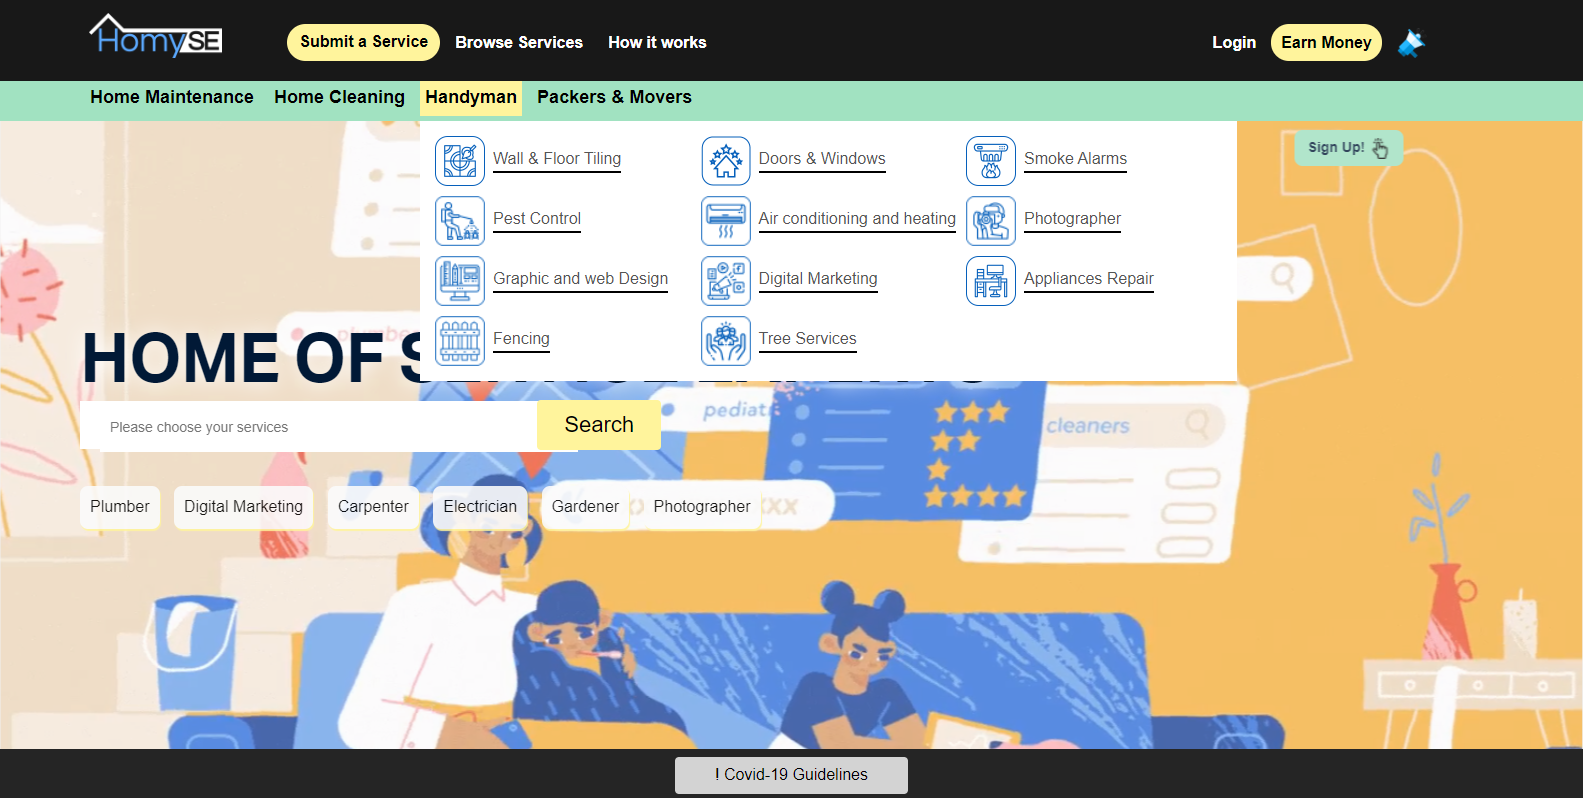 HomySE
Submit a Service
Browse Services
How it works
Login
Earn Money
Home Maintenance
Home Cleaning
Handyman
Packers & Movers
Sign Up!
Wall & Floor Tiling
Doors & Windows
Smoke Alarms
Pest Control
Air conditioning and heating
Photographer
Graphic and web Design
Digital Marketing
Appliances Repair
Fencing
Tree Services
HOME OF
cleaners
Please choose your services
Search
Plumber
Digital Marketing
Carpenter
Electrician
Gardener
Photographer
! Covid-19 Guidelines